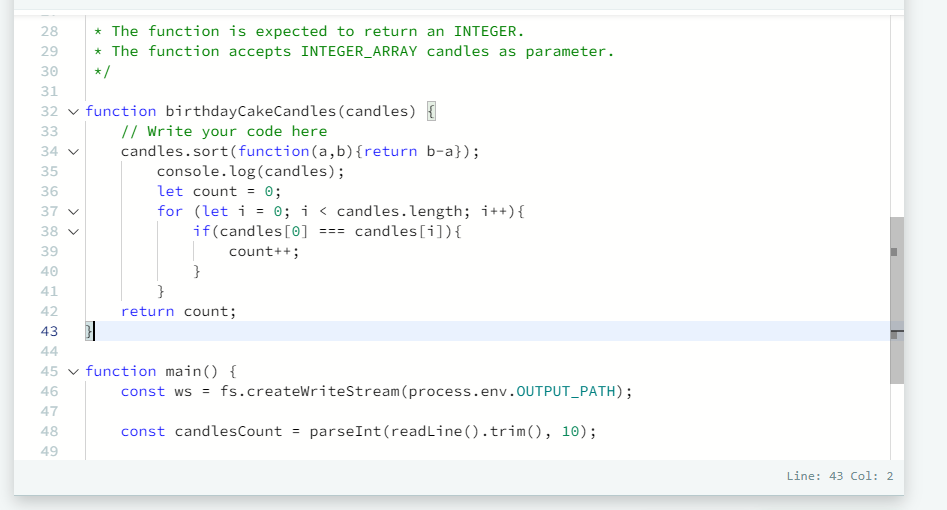 28 * The function is expected to return an INTEGER.
29 * The function accepts INTEGER_ARRAY candles as parameter.
30 */
31
32 function birthdayCakeCandles(candles) {
33 // Write your code here
34 candles.sort(function(a,b){return b-a});
35 console.log(candles);
36 let count = 0;
37 for (let i = 0; i < candles.length; i++){
38 if(candles[0] === candles[i]){
39 count++;
40 }
41 }
42 return count;
43 }
44
45 function main() {
46 const ws = fs.createWriteStream(process.env.OUTPUT_PATH);
47
48 const candlesCount = parseInt(readLine().trim(), 10);
49
Line: 43 Col: 2